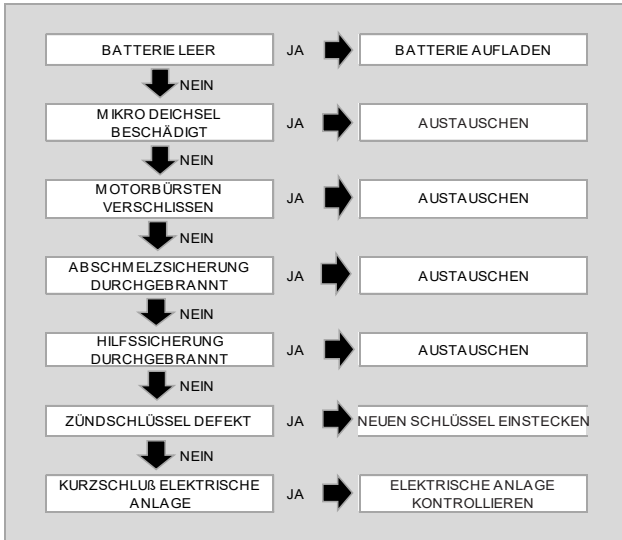 BATTERIE LEER JA BATTERIE AUFLADEN
NEIN
MIKRO DEICHSEL
BESCHÄDIGT
JA
AUSTAUSCHEN
NEIN
MOTORBÜRSTEN
VERSCHLISSEN
JA
AUSTAUSCHEN
NEIN
ABSCHMELZSICHERUNG
DURCHGEBRANNT
JA
AUSTAUSCHEN
NEIN
HILFSSICHERUNG
DURCHGEBRANNT
JA
AUSTAUSCHEN
NEIN
ZÜNDSCHLÜSSEL DEFEKT JA NEUEN SCHLÜSSEL EINSTECKEN
NEIN
KURZSCHLUß ELEKTRISCHE
ANLAGE
JA
ELEKTRISCHE ANLAGE
KONTROLLIEREN